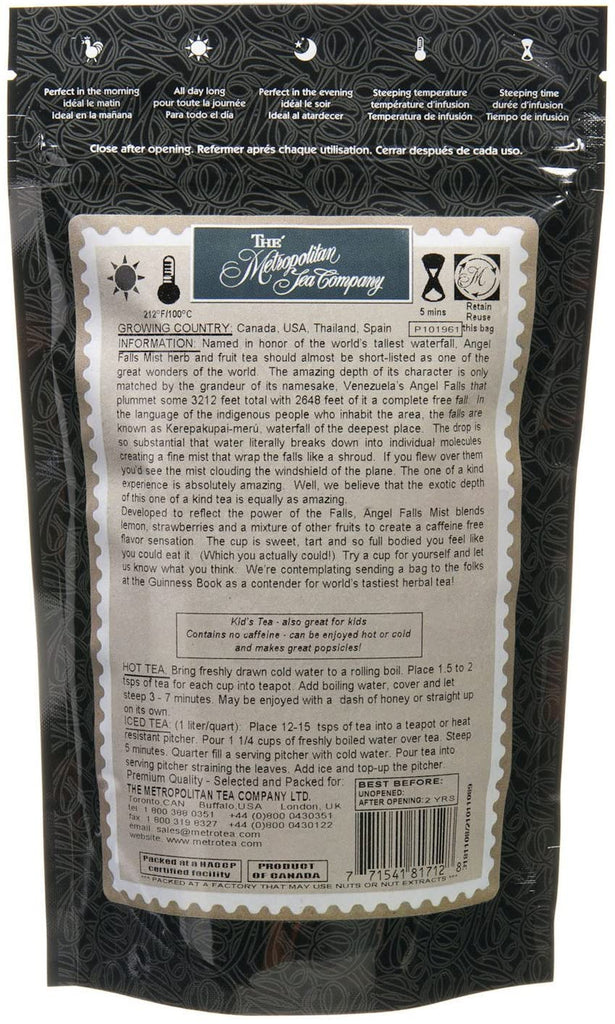 Perfect in the morning
idéal le matin
Ideal en la mañana
All day long
pour toute la journée
Para todo el día
Perfect in the evening
idéal le soir
Ideal al atardecer
Steeping temperature
température d'infusion
Temperatura de infusión
Steeping time
durée d'infusion
Tiempo de infusión
Close after opening. Refermer aprés chaque utilisation. Cerrar después de cada uso.
THE
Metropolitan
Tea Company
212°F/100°C
5 mins
M
Retain
Reuse
this bag
GROWING COUNTRY: Canada, USA, Thailand, Spain
P101961
INFORMATION: Named in honor of the world's tallest waterfall, Angel
Falls Mist herb and fruit tea should almost be short-listed as one of the
great wonders of the world. The amazing depth of its character is only
matched by the grandeur of its namesake, Venezuela's Angel Falls that
plummet some 3212 feet total with 2648 feet of it a complete free fall. In
the language of the indigenous people who inhabit the area, the falls are
known as Kerepakupai-merú, waterfall of the deepest place. The drop is
so substantial that water literally breaks down into individual molecules
creating a fine mist that wrap the falls like a shroud. If you flew over them
you'd see the mist clouding the windshield of the plane. The one of a kind
experience is absolutely amazing. Well, we believe that the exotic depth
of this one of a kind tea is equally as amazing.
Developed to reflect the power of the Falls, Angel Falls Mist blends
lemon, strawberries and a mixture of other fruits to create a caffeine free
flavor sensation. The cup is sweet, tart and so full bodied you feel like
you could eat it. (Which you actually could!) Try a cup for yourself and let
us know what you think. We're contemplating sending a bag to the folks
at the Guinness Book as a contender for world's tastiest herbal tea!
Kid's Tea - also great for kids
Contains no caffeine - can be enjoyed hot or cold
and makes great popsicles!
HOT TEA: Bring freshly drawn cold water to a rolling boil. Place 1.5 to 2
tsps of tea for each cup into teapot. Add boiling water, cover and let
steep 3 - 7 minutes. May be enjoyed with a dash of honey or straight up
on its own.
ICED TEA: (1 liter/quart): Place 12-15 tsps of tea into a teapot or heat
resistant pitcher. Pour 1 1/4 cups of freshly boiled water over tea. Steep
5 minutes. Quarter fill a serving pitcher with cold water. Pour tea into
serving pitcher straining the leaves. Add ice and top-up the pitcher.
Premium Quality - Selected and Packed for:
THE METROPOLITAN TEA COMPANY LTD.
Toronto,CAN Buffalo,USA London, UK
tel 1 800 388 0351 +44 (0)800 0430351
fax 1 800 319 8327 +44 (0)800 0430122
email sales@metrotea.com
website. www.metrotea.com
BEST BEFORE:
UNOPENED:
AFTER OPENING: 2 YRS
Packed at a HACCP
certified facility
PRODUCT
OF CANADA
7 71541 81712 8
*** PACKED AT A FACTORY THAT MAY USE NUTS OR NUT EXTRACTS ***